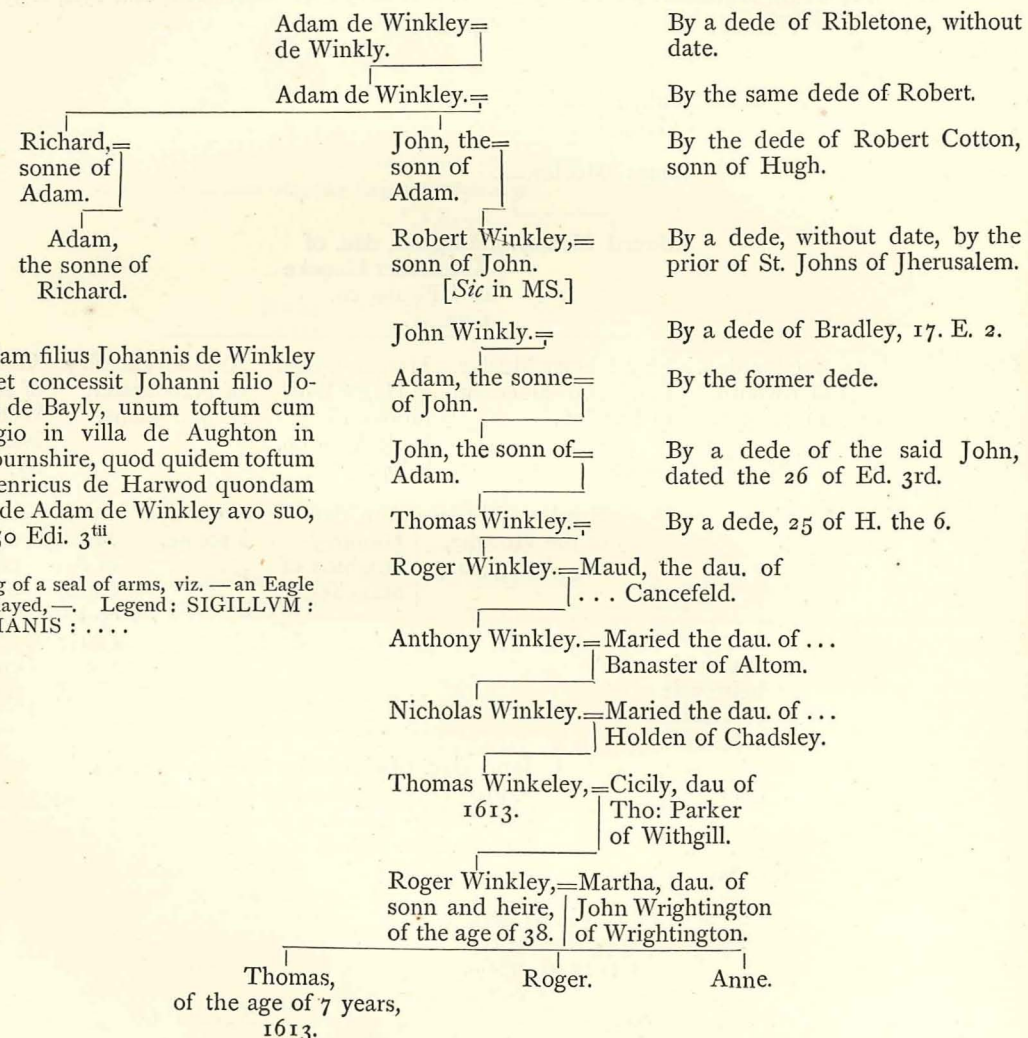 Adam de Winkley=
de Winkly.
By a dede of Ribletone, without
date.
Adam de Winkley.=
By the same dede of Robert.
Richard,=
sonne of
Adam.
John, the=
sonn of
Adam.
By the dede of Robert Cotton,
sonn of Hugh.
Adam,
the sonne of
Richard.
Robert Winkley,=
sonn of John.
[Sic in MS.]
By a dede, without date, by the
prior of St. Johns of Jherusalem.
John Winkly.=
By a dede of Bradley, 17. E. 2.
am filius Johannis de Winkley
et concessit Johanni filio Jo-
de Bayly, unum toftum cum
gio in villa de Aughton in
ournshire, quod quidem toftum
enricus de Harwod quondam
de Adam de Winkley avo suo,
o Edi. 3tii.
g of a seal of arms, viz. — an Eagle
ayed, —. Legend: SIGILLVM :
IANIS : ....
Adam, the sonne=
of John.
By the former dede.
John, the sonn of=
Adam.
By a dede of the said John,
dated the 26 of Ed. 3rd.
Thomas Winkley.=
By a dede, 25 of H. the 6.
Roger Winkley.=Maud, the dau. of
... Cancefeld.
Anthony Winkley.=Maried the dau. of ...
Banaster of Altom.
Nicholas Winkley.=Maried the dau. of ...
Holden of Chadsley.
Thomas Winkeley,=Cicily, dau of
1613. Tho: Parker
of Withgill.
Roger Winkley,=Martha, dau. of
sonn and heire, John Wrightington
of the age of 38. of Wrightington.
Thomas,
of the age of 7 years,
1613.
Roger.
Anne.